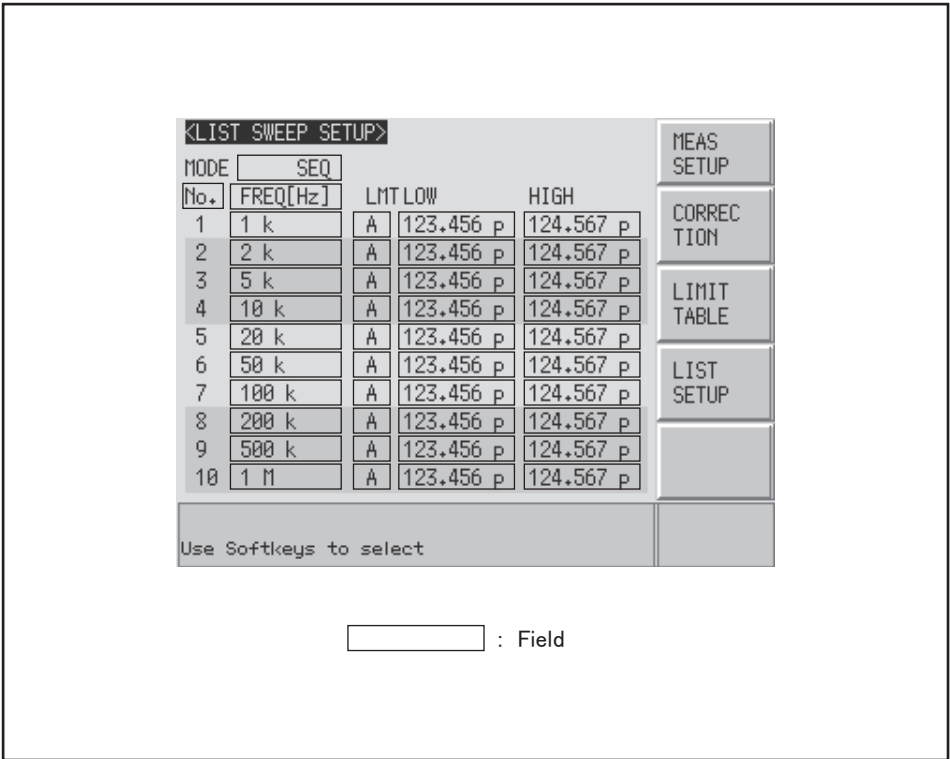 <LIST SWEEP SETUP>
MODE SEQ
No. FREQ[Hz] LMT LOW HIGH
1 1 k A 123.456 p 124.567 p
2 2 k A 123.456 p 124.567 p
3 5 k A 123.456 p 124.567 p
4 10 k A 123.456 p 124.567 p
5 20 k A 123.456 p 124.567 p
6 50 k A 123.456 p 124.567 p
7 100 k A 123.456 p 124.567 p
8 200 k A 123.456 p 124.567 p
9 500 k A 123.456 p 124.567 p
10 1 M A 123.456 p 124.567 p
MEAS
SETUP
CORREC
TION
LIMIT
TABLE
LIST
SETUP
Use Softkeys to select
: Field